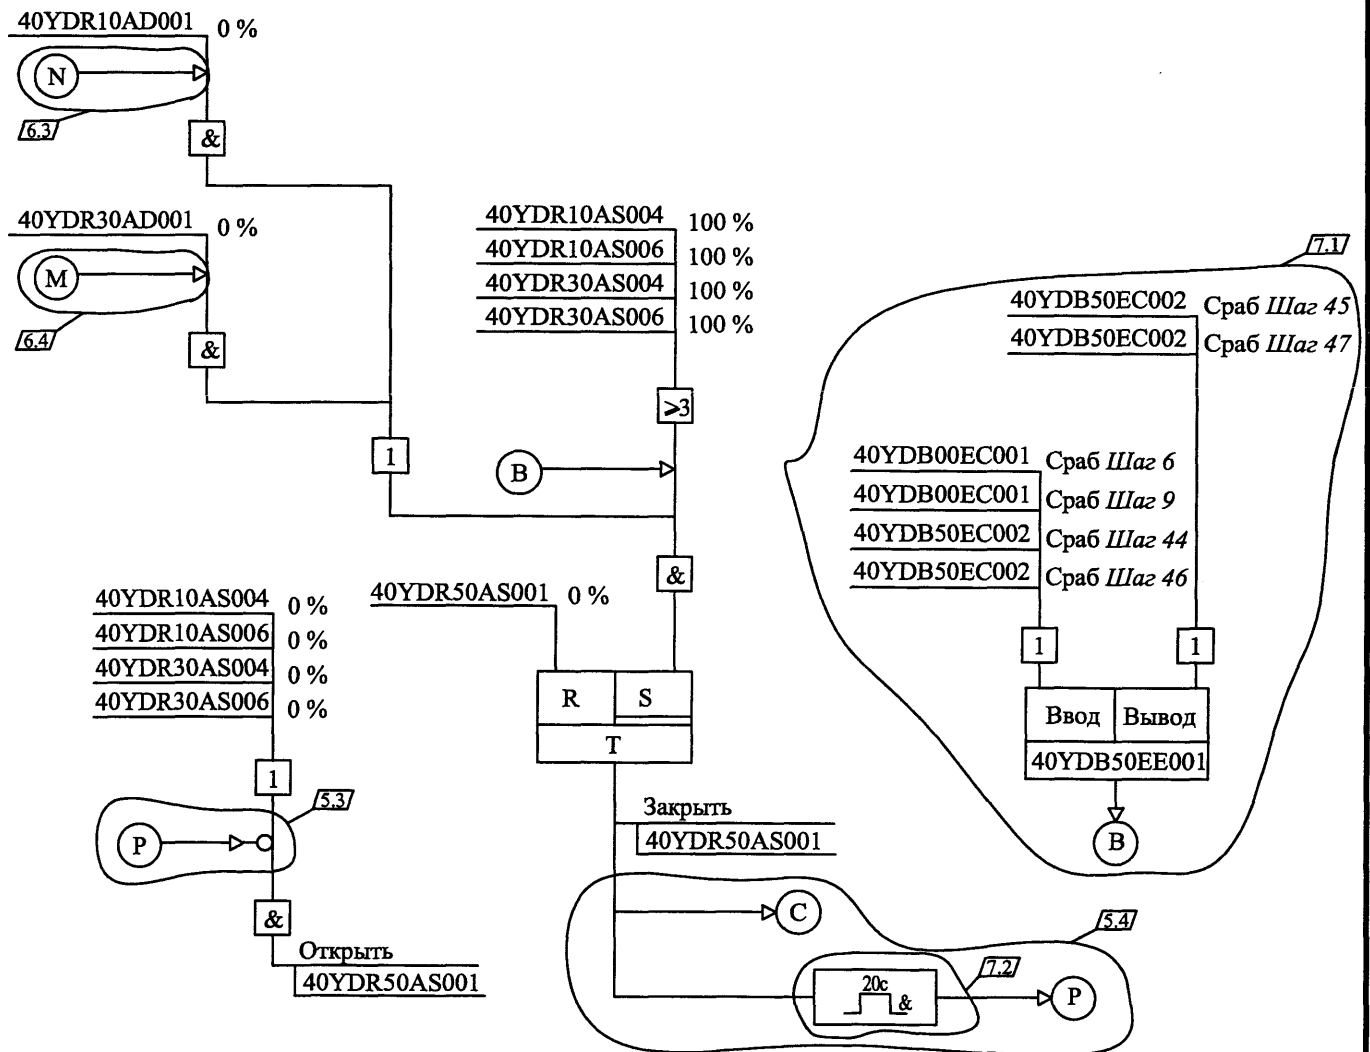 40YDR10AD001 0 %
N
6.3
&
40YDR30AD001 0 %
M
6.4
&
1
40YDR10AS004 100 %
40YDR10AS006 100 %
40YDR30AS004 100 %
40YDR30AS006 100 %
⩾3
B
&
40YDR50AS001 0 %
R S
T
Закрыть
40YDR50AS001
C
5.4
7.2
20с
&
P
40YDR10AS004 0 %
40YDR10AS006 0 %
40YDR30AS004 0 %
40YDR30AS006 0 %
1
5.3
P
&
Открыть
40YDR50AS001
7.1
40YDB50EC002 Сраб Шаг 45
40YDB50EC002 Сраб Шаг 47
40YDB00EC001 Сраб Шаг 6
40YDB00EC001 Сраб Шаг 9
40YDB50EC002 Сраб Шаг 44
40YDB50EC002 Сраб Шаг 46
1 1
Ввод Вывод
40YDB50EE001
B